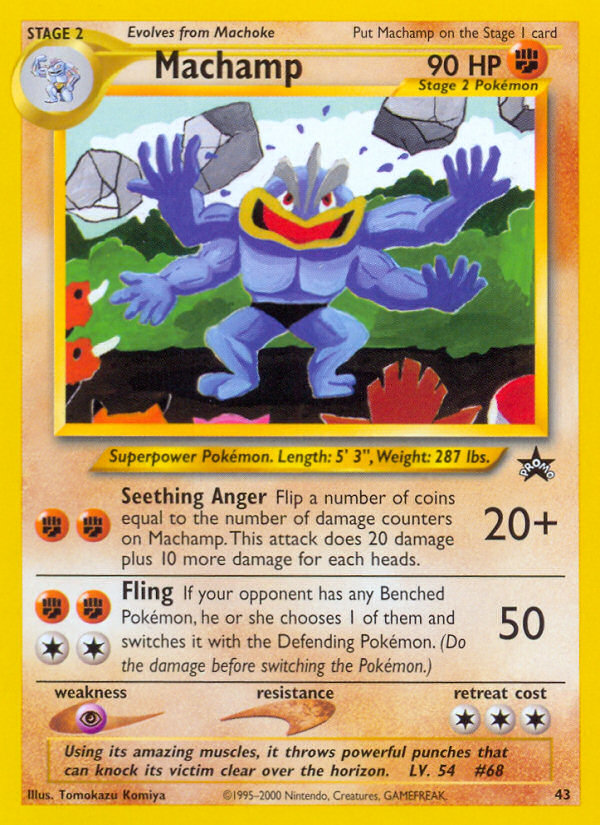 STAGE 2 Evolves from Machoke Put Machamp on the Stage 1 card
Machamp 90 HP
Stage 2 Pokémon
Superpower Pokémon. Length: 5' 3", Weight: 287 lbs.
PROMO
Seething Anger Flip a number of coins
equal to the number of damage counters
on Machamp. This attack does 20 damage
plus 10 more damage for each heads.
20+
Fling If your opponent has any Benched
Pokémon, he or she chooses 1 of them and
switches it with the Defending Pokémon. (Do
the damage before switching the Pokémon.)
50
weakness resistance retreat cost
Using its amazing muscles, it throws powerful punches that
can knock its victim clear over the horizon. LV. 54 #68
Illus. Tomokazu Komiya ©1995-2000 Nintendo, Creatures, GAMEFREAK. 43